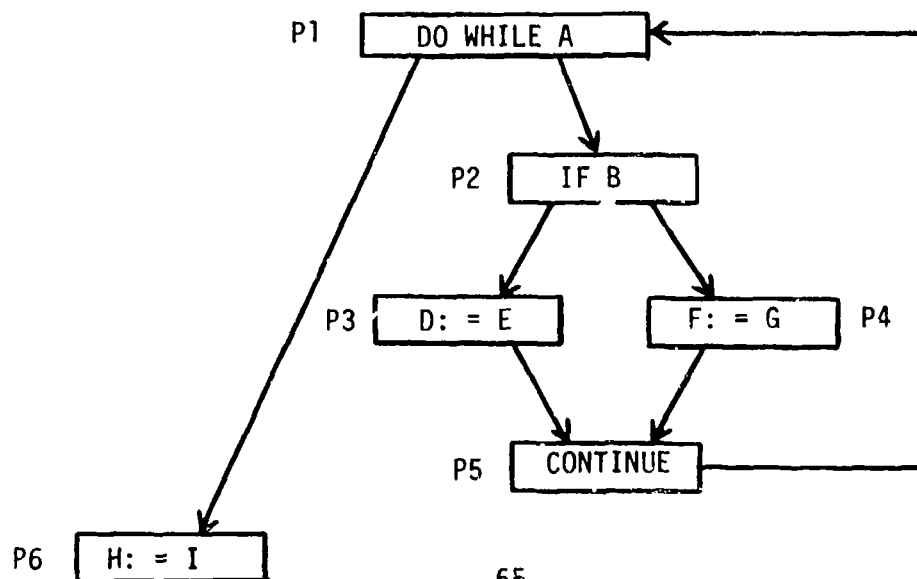 P1 DO WHILE A
P2 IF B
P3 D: = E F: = G P4
P5 CONTINUE
P6 H: = I
65